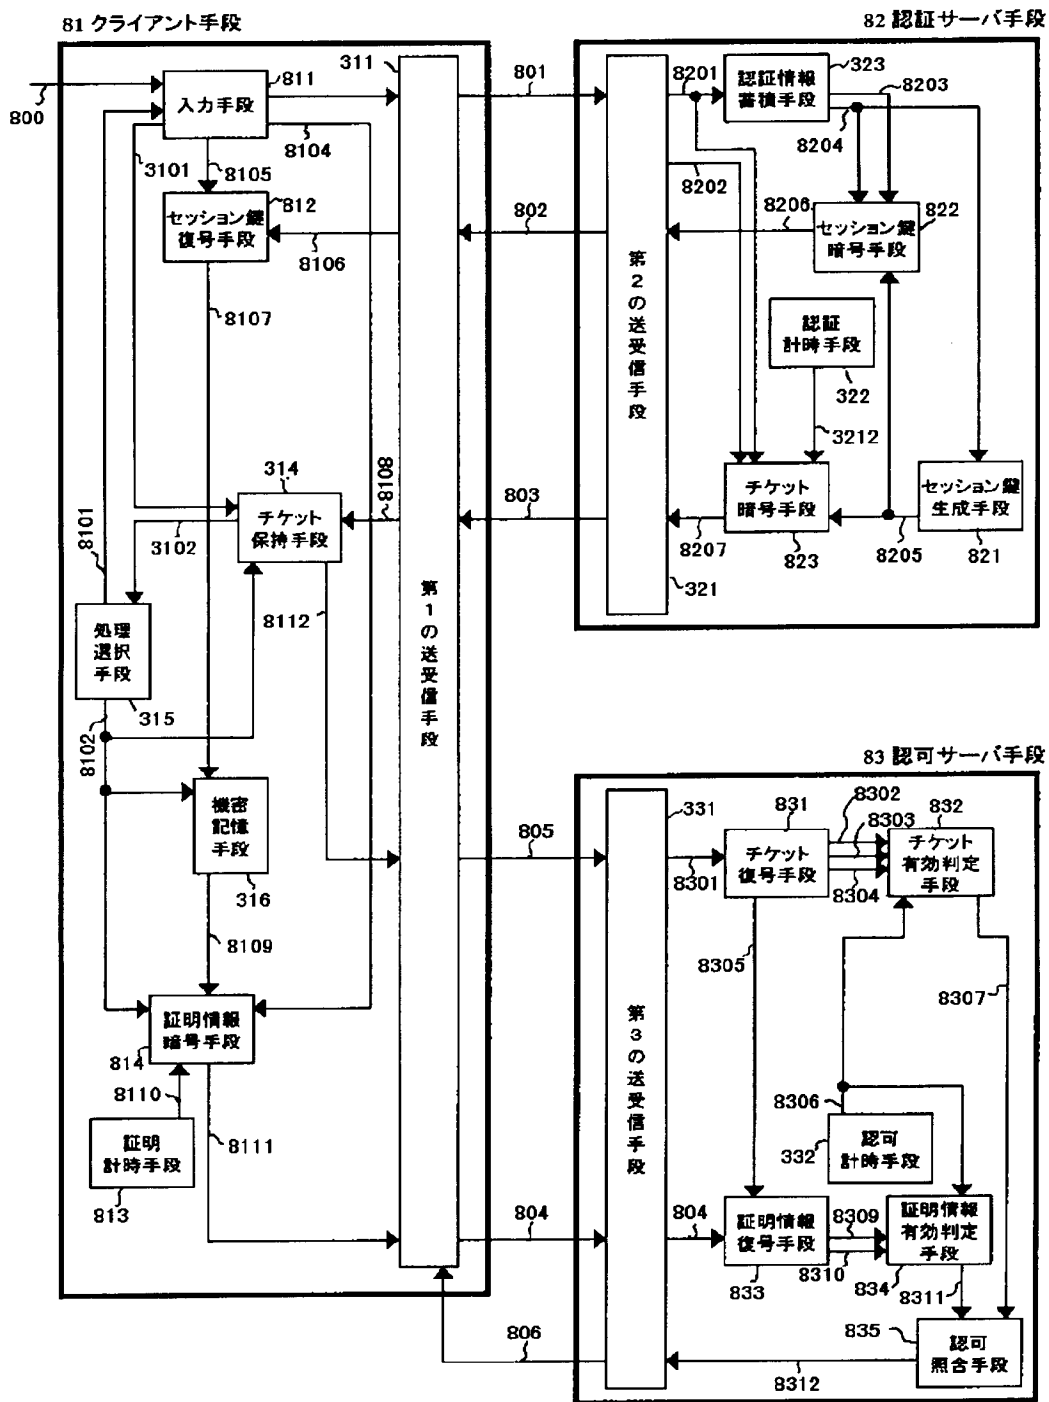 81 クライアント手段
82 認証サーバ手段
800
811
入力手段
311
801
8201
323
認証情報
蓄積手段
8203
8204
3101
8104
8105
8202
812
セッション鍵
復号手段
8106
802
8206
822
セッション鍵
暗号手段
8107
第2の送受信手段
認証
計時手段
322
3212
314
チケット
保持手段
8018
803
チケット
暗号手段
セッション鍵
生成手段
8101
3102
8207
823
8205
821
321
8112
処理
選択
手段
315
第1の送受信手段
8102
83 認可サーバ手段
機密
記憶
手段
316
805
331
831
8302
8303
832
8301
チケット
復号手段
8304
チケット
有効判定
手段
8109
8305
8307
証明情報
暗号手段
814
第3の送受信手段
8110
8111
8306
証明
計時手段
813
332
認可
計時手段
804
804
証明情報
復号手段
833
8309
8310
証明情報
有効判定
手段
834
8311
806
835
認可
照合手段
8312